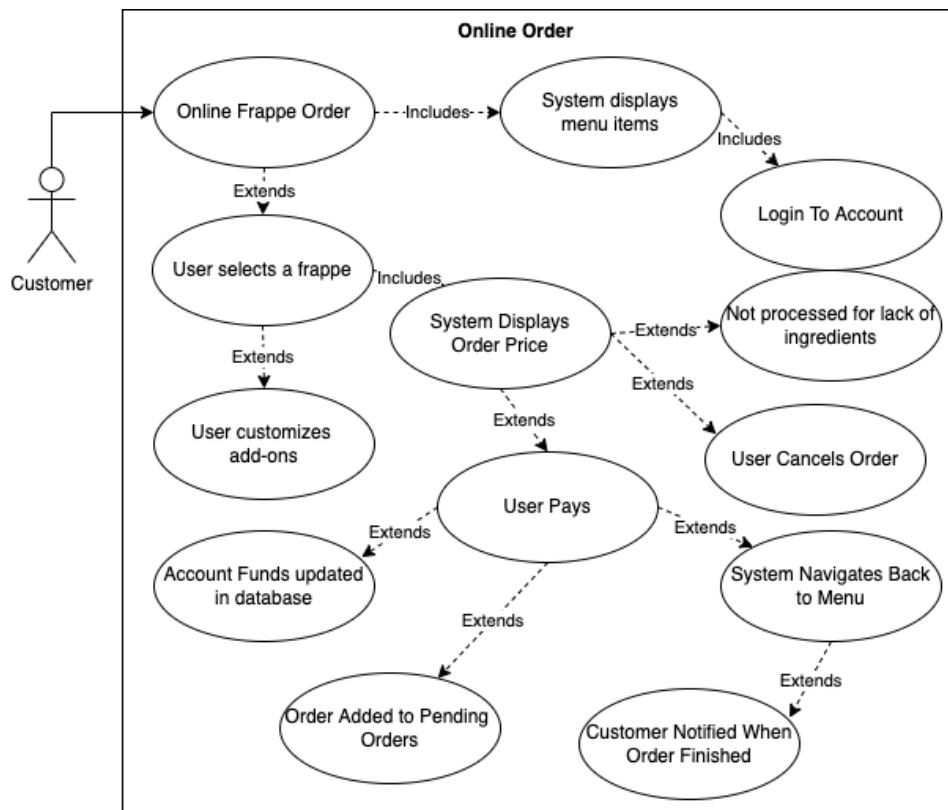 Online Order
Online Frappe Order
Includes
System displays
menu items
Includes
Login To Account
Extends
Customer
User selects a frappe
Includes
System Displays
Order Price
Extends
Not processed for lack of
ingredients
Extends
Extends
User customizes
add-ons
Extends
User Cancels Order
User Pays
Extends
Extends
Account Funds updated
in database
System Navigates Back
to Menu
Extends
Extends
Order Added to Pending
Orders
Customer Notified When
Order Finished